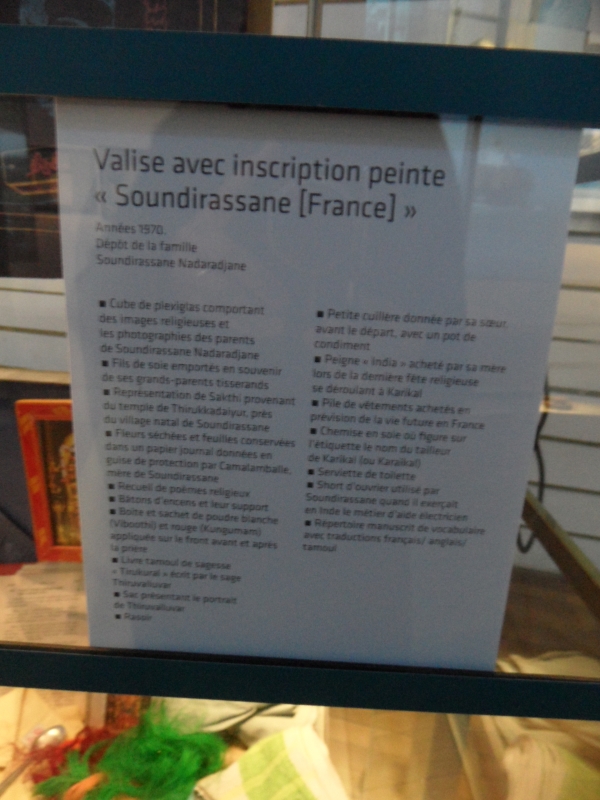 Valise avec inscription peinte
« Soundirassane [France] »
Années 1970.
Dépôt de la famille
Soundirassane Nadaradjane
■ Cube de plexiglas comportant
des images religieuses et
les photographies des parents
de Soundirassane Nadaradjane
■ Fils de soie emportés en souvenir
de ses grands-parents tisserands
■ Représentation de Sakthi provenant
du temple de Thirukkadaiyur, près
du village natal de Soundirassane
■ Fleurs séchées et feuilles conservées
dans un papier journal données en
guise de protection par Camalamballe,
mère de Soundirassane
■ Recueil de poèmes religieux
■ Bâtons d'encens et leur support
■ Boîte et sachet de poudre blanche
(Viboothi) et rouge (Kungumam)
appliquée sur le front avant et après
la prière
■ Livre tamoul de sagesse
« Tirukural » écrit par le sage
Thiruvalluvar
■ Sac présentant le portrait
de Thiruvalluvar
■ Rasoir
■ Petite cuillère donnée par sa sœur,
avant le départ, avec un pot de
condiment
■ Peigne « India » acheté par sa mère
lors de la dernière fête religieuse
se déroulant à Karikal
■ Pile de vêtements achetés en
prévision de la vie future en France
■ Chemise en soie où figure sur
l'étiquette le nom du tailleur
de Karikal (ou Karaikal)
■ Serviette de toilette
■ Short d'ouvrier utilisé par
Soundirassane quand il exerçait
en Inde le métier d'aide électricien
■ Répertoire manuscrit de vocabulaire
avec traductions français/ anglais/
tamoul